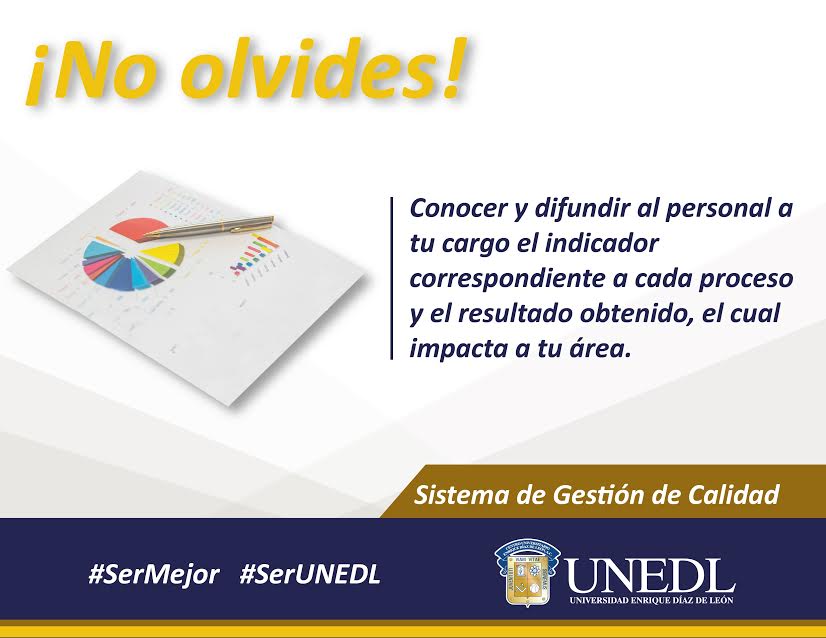 ¡No olvides!
Conocer y difundir al personal a
tu cargo el indicador
correspondiente a cada proceso
y el resultado obtenido, el cual
impacta a tu área.
Sistema de Gestión de Calidad
#SerMejor #SerUNEDL
UNEDL
UNIVERSIDAD ENRIQUE DÍAZ DE LEÓN